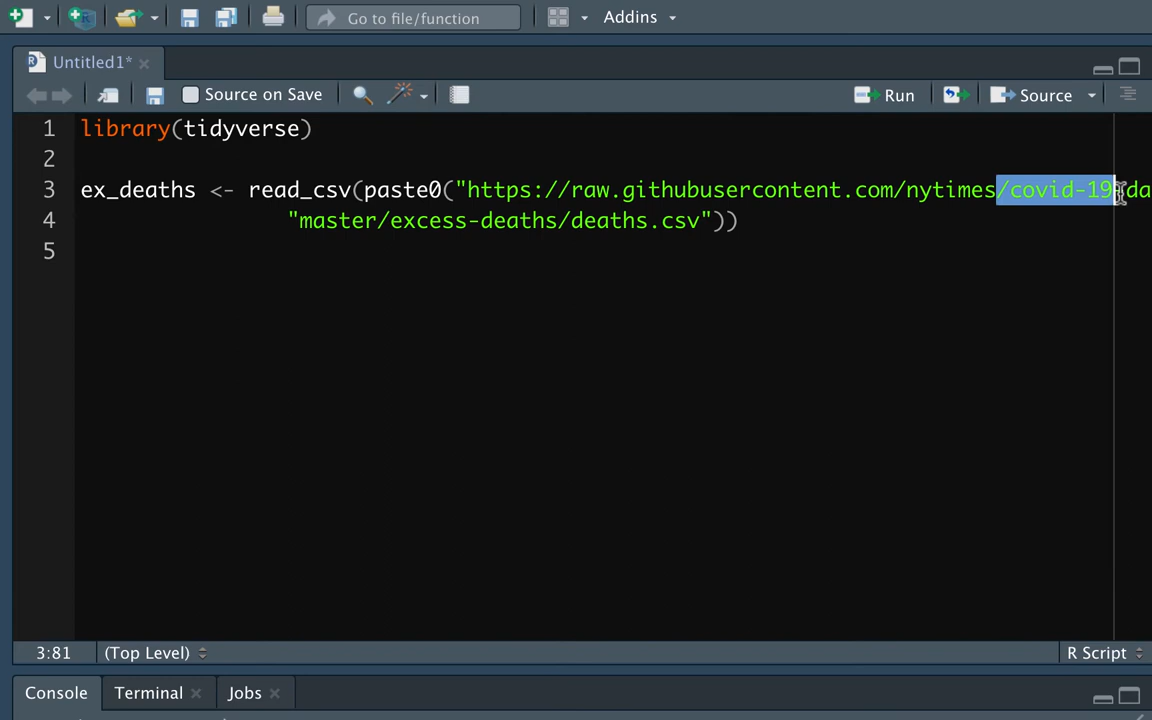 Go to file/function
Addins
Untitled1*
Source on Save
Run
Source
1 library(tidyverse)
2
3 ex_deaths <- read_csv(paste0("https://raw.githubusercontent.com/nytimes/covid-19-da
4 "master/excess-deaths/deaths.csv"))
5
3:81 (Top Level) R Script
Console Terminal Jobs